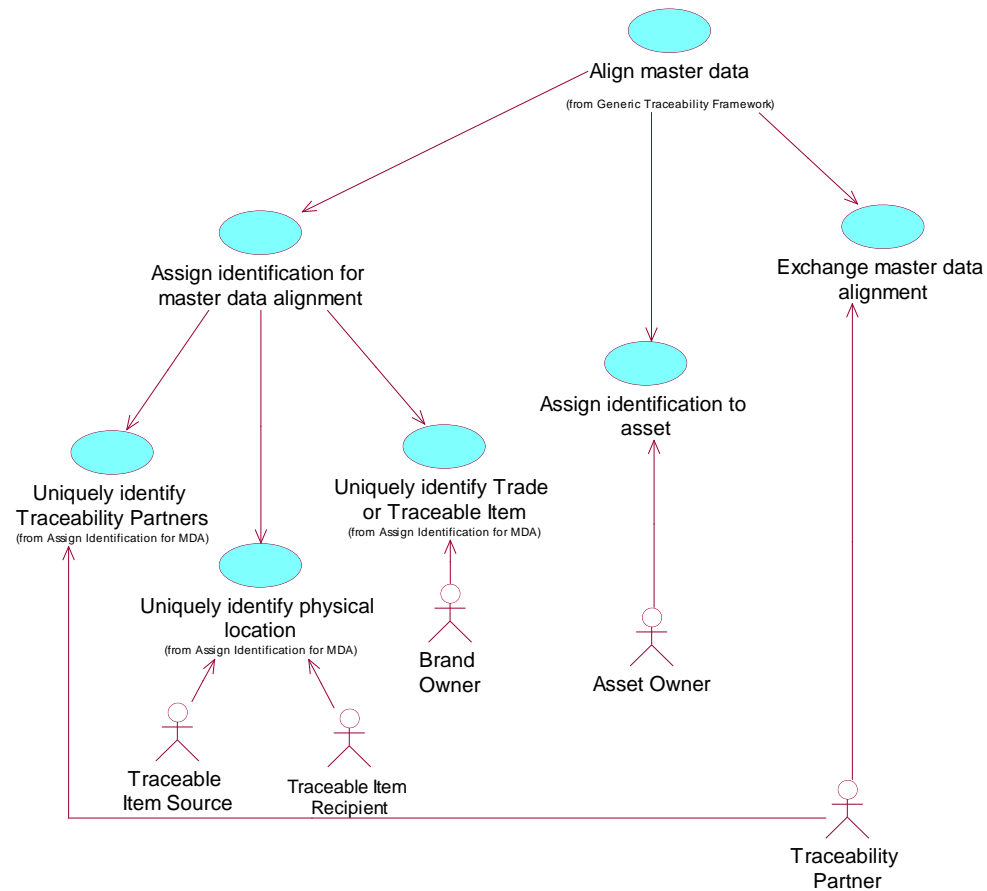 Align master data
(from Generic Traceability Framework)
Assign identification for
master data alignment
Exchange master data
alignment
Assign identification to
asset
Uniquely identify
Traceability Partners
(from Assign Identification for MDA)
Uniquely identify Trade
or Traceable Item
(from Assign Identification for MDA)
Uniquely identify physical
location
(from Assign Identification for MDA)
Brand
Owner
Asset Owner
Traceable
Item Source
Traceable Item
Recipient
Traceability
Partner